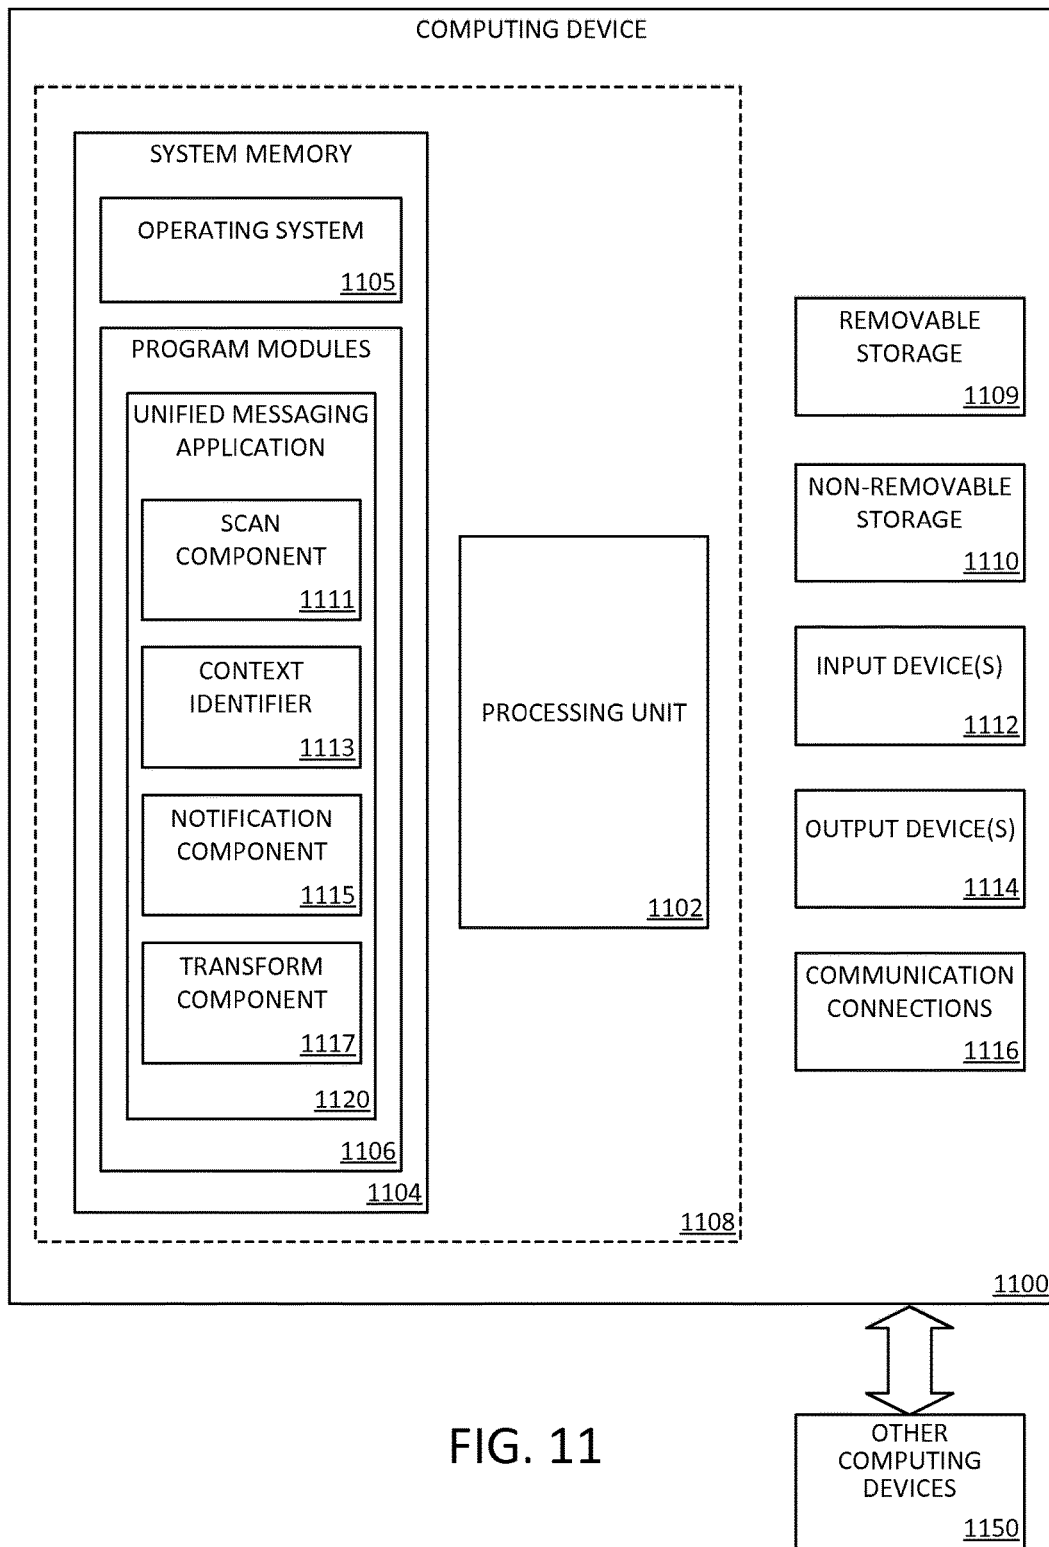 COMPUTING DEVICE
SYSTEM MEMORY
OPERATING SYSTEM
1105
PROGRAM MODULES
UNIFIED MESSAGING
APPLICATION
SCAN
COMPONENT
1111
CONTEXT
IDENTIFIER
1113
NOTIFICATION
COMPONENT
1115
TRANSFORM
COMPONENT
1117
1120
1106
1104
PROCESSING UNIT
1102
1108
REMOVABLE
STORAGE
1109
NON-REMOVABLE
STORAGE
1110
INPUT DEVICE(S)
1112
OUTPUT DEVICE(S)
1114
COMMUNICATION
CONNECTIONS
1116
1100
FIG. 11
OTHER
COMPUTING
DEVICES
1150